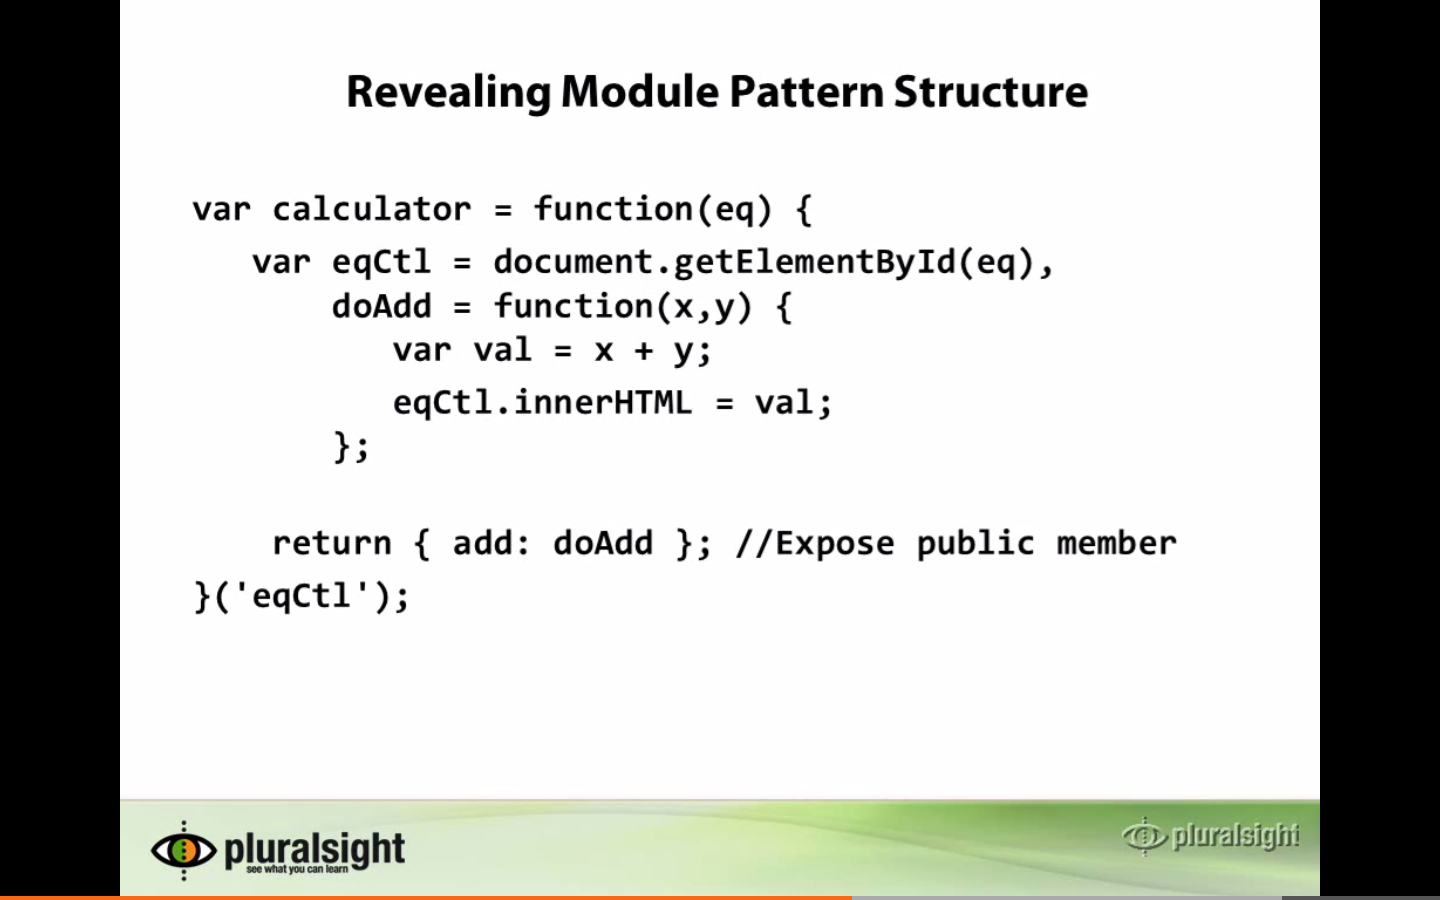 Revealing Module Pattern Structure
var calculator = function(eq) {
var eqCtl = document.getElementById(eq),
doAdd = function(x,y) {
var val = x + y;
eqCtl.innerHTML = val;
};
return { add: doAdd }; //Expose public member
}('eqCtl');
pluralsight
see what you can learn
pluralsight